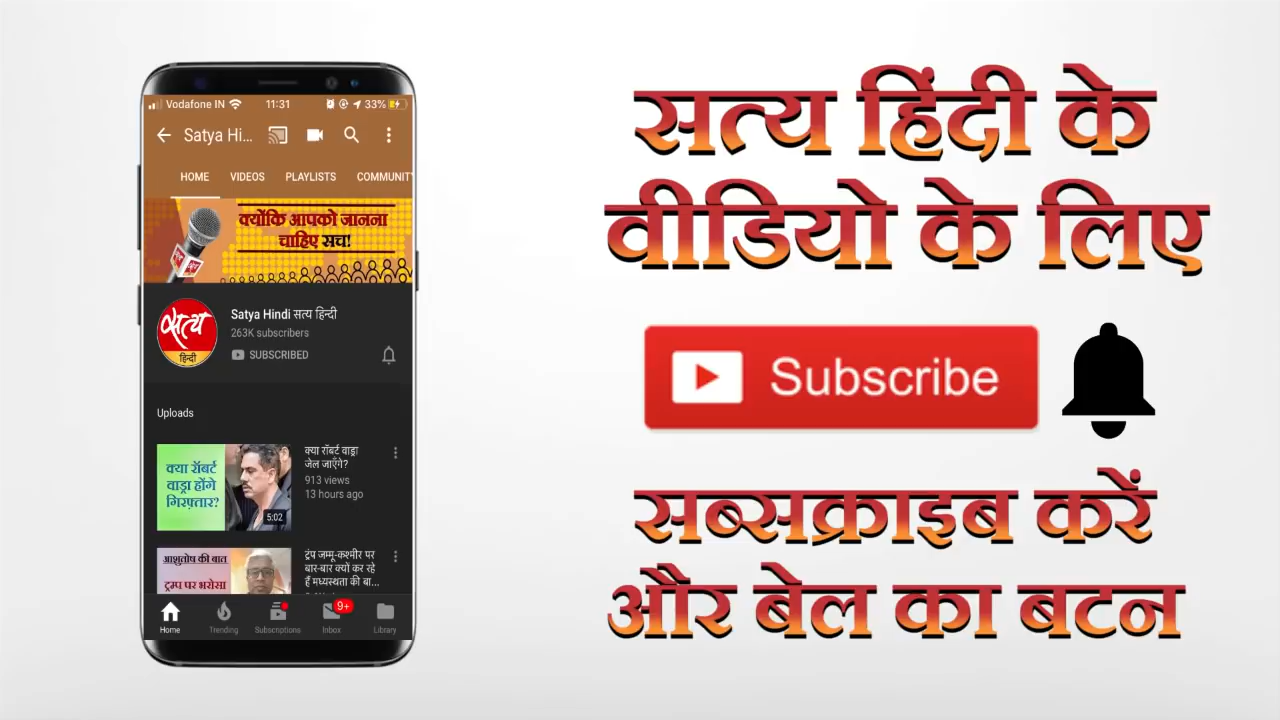 Vodafone IN 11:31 33%
Satya Hi...
HOME VIDEOS PLAYLISTS COMMUNIT
क्योंकि आपको जानना
चाहिए सच!
सत्य
हिन्दी
Satya Hindi सत्य हिन्दी
263K subscribers
SUBSCRIBED
Uploads
क्या रॉबर्ट
वाड्रा होंगे
गिरफ़्तार?
5:02
क्या रॉबर्ट वाड्रा
जेल जाएँगे?
913 views
13 hours ago
आशुतोष की बात
ट्रम्प पर भरोसा
ट्रंप जम्मू-कश्मीर पर
बार-बार क्यों कर रहे
हैं मध्यस्थता की बा...
9+
Home Trending Subscriptions Inbox Library
सत्य हिंदी के
वीडियो के लिए
Subscribe
सब्सक्राइब करें
और बेल का बटन